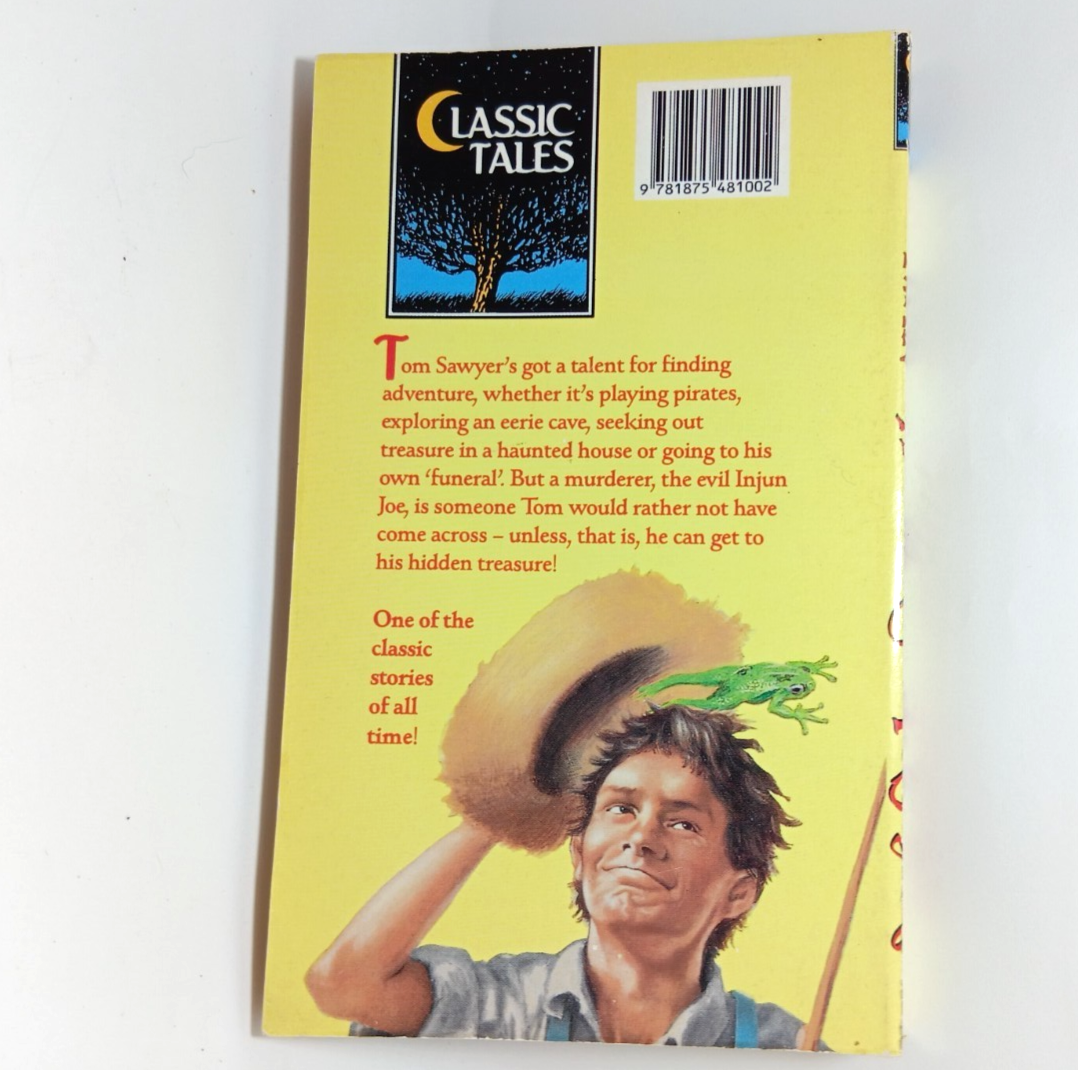 CLASSIC
TALES
9 781875 481002
Tom Sawyer's got a talent for finding
adventure, whether it's playing pirates,
exploring an eerie cave, seeking out
treasure in a haunted house or going to his
own ‘funeral’. But a murderer, the evil Injun
Joe, is someone Tom would rather not have
come across – unless, that is, he can get to
his hidden treasure!
One of the
classic
stories
of all
time!